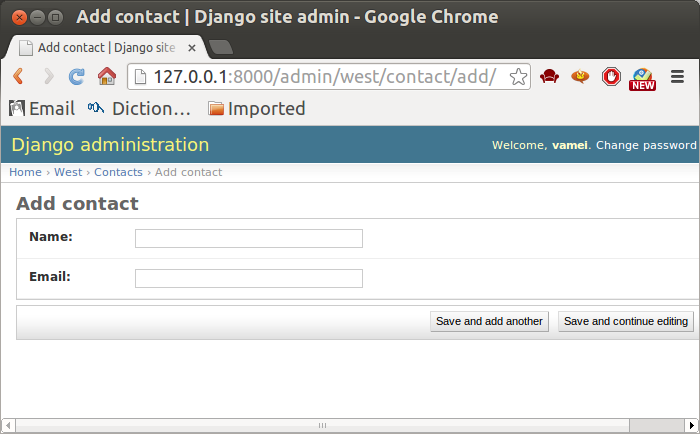 Add contact | Django site admin - Google Chrome
Add contact | Django site
127.0.0.1:8000/admin/west/contact/add/
NEW
Email Diction... Imported
Django administration
Welcome, vamei. Change password
Home › West › Contacts › Add contact
Add contact
Name:
Email:
Save and add another Save and continue editing